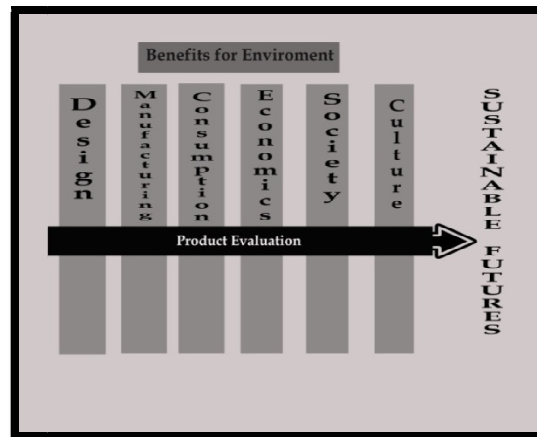 Benefits for Enviroment
Design
Manufacturing
Consumption
Economics
Society
Culture
Product Evaluation
SUSTAINABLE FUTURES